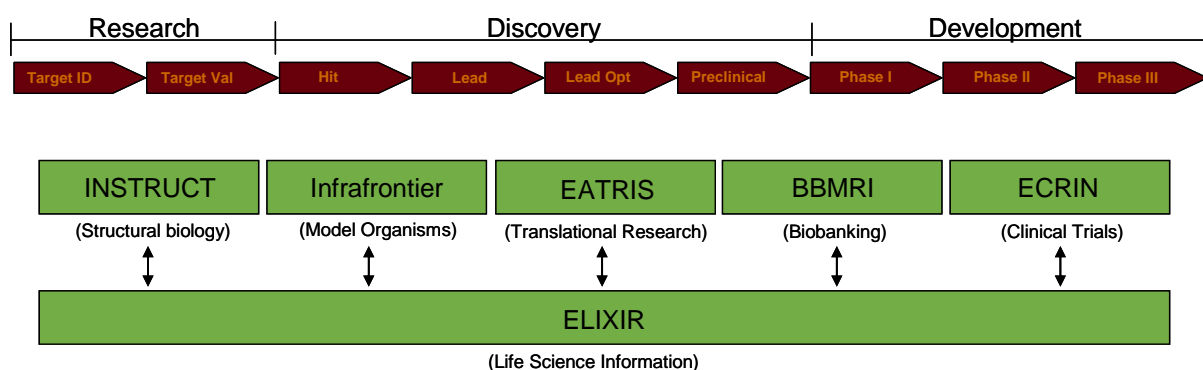 Research Discovery Development
Target ID Target Val Hit Lead Lead Opt Preclinical Phase I Phase II Phase III
INSTRUCT Infrafrontier EATRIS BBMRI ECRIN
(Structural biology) (Model Organisms) (Translational Research) (Biobanking) (Clinical Trials)
ELIXIR
(Life Science Information)